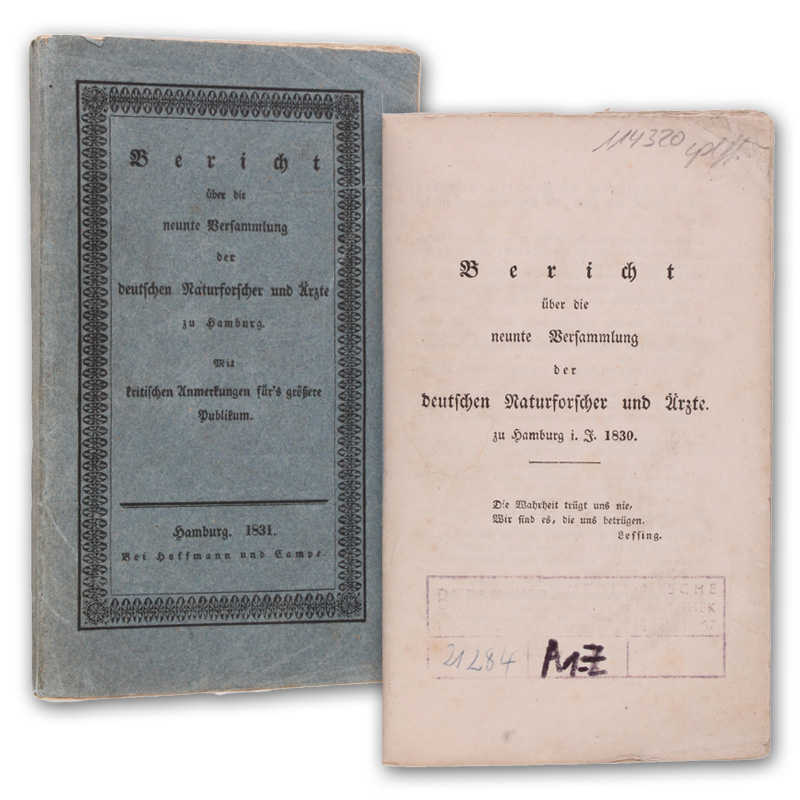 Bericht
über die
neunte Versammlung
der
deutschen Naturforscher und Ärzte
zu Hamburg.
Mit
kritischen Anmerkungen für's größere
Publikum.
Hamburg. 1831.
Bei Hoffmann und Campe.
114320
Bericht
über die
neunte Versammlung
der
deutschen Naturforscher und Ärzte.
zu Hamburg i. J. 1830.
Die Wahrheit trügt uns nie,
Wir sind es, die uns betrügen.
Lessing.
21284 A1-Z